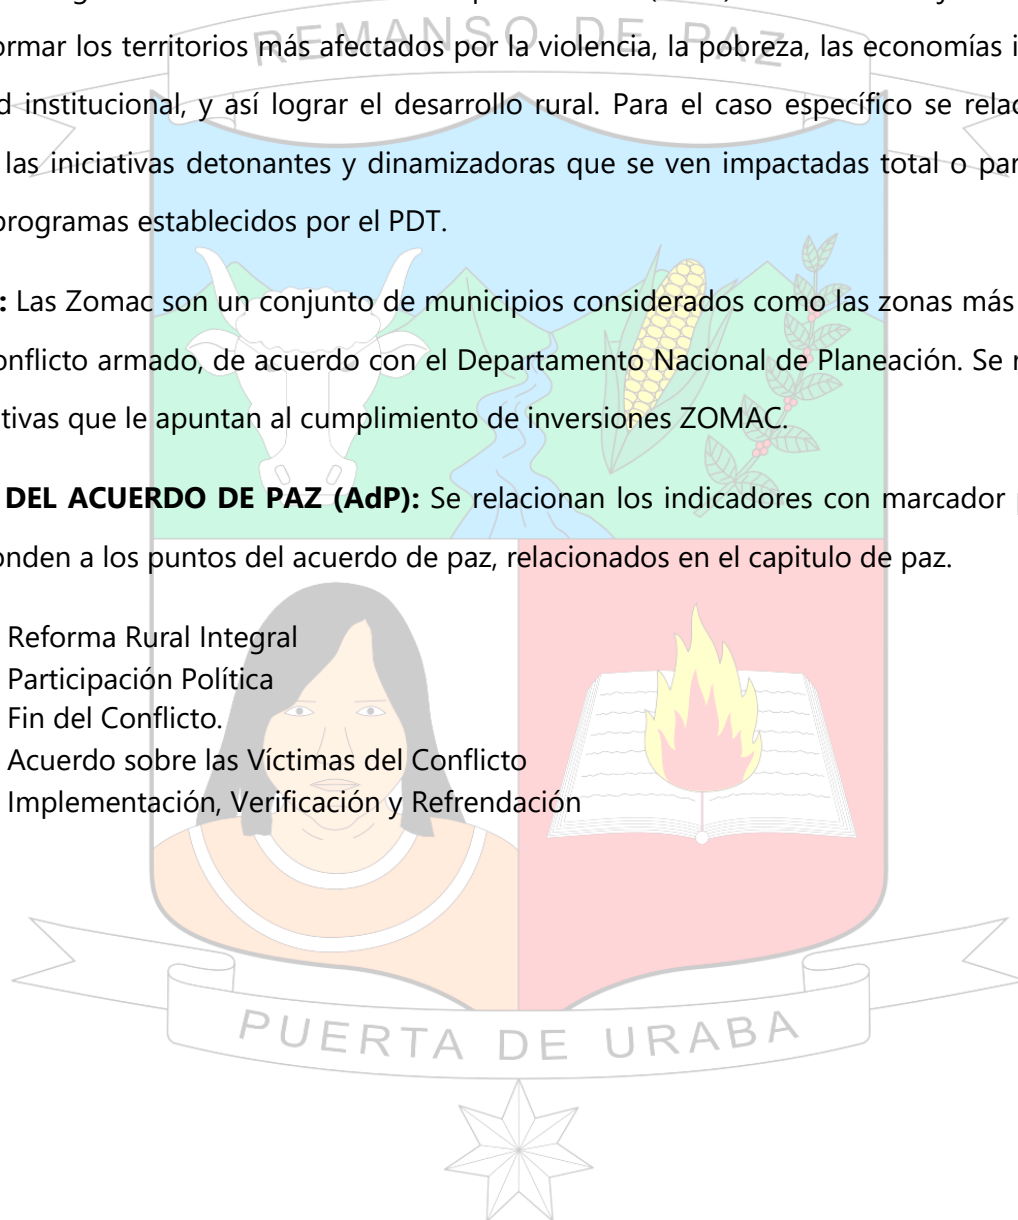 REMANSO DE PAZ
ormar los territorios más afectados por la violencia, la pobreza, las economías i
d institucional, y así lograr el desarrollo rural. Para el caso específico se relac
las iniciativas detonantes y dinamizadoras que se ven impactadas total o par
programas establecidos por el PDT.
: Las Zomac son un conjunto de municipios considerados como las zonas más
onflicto armado, de acuerdo con el Departamento Nacional de Planeación. Se r
tivas que le apuntan al cumplimiento de inversiones ZOMAC.
DEL ACUERDO DE PAZ (AdP): Se relacionan los indicadores con marcador p
onden a los puntos del acuerdo de paz, relacionados en el capitulo de paz.
Reforma Rural Integral
Participación Política
Fin del Conflicto.
Acuerdo sobre las Víctimas del Conflicto
Implementación, Verificación y Refrendación
PUERTA DE URABA